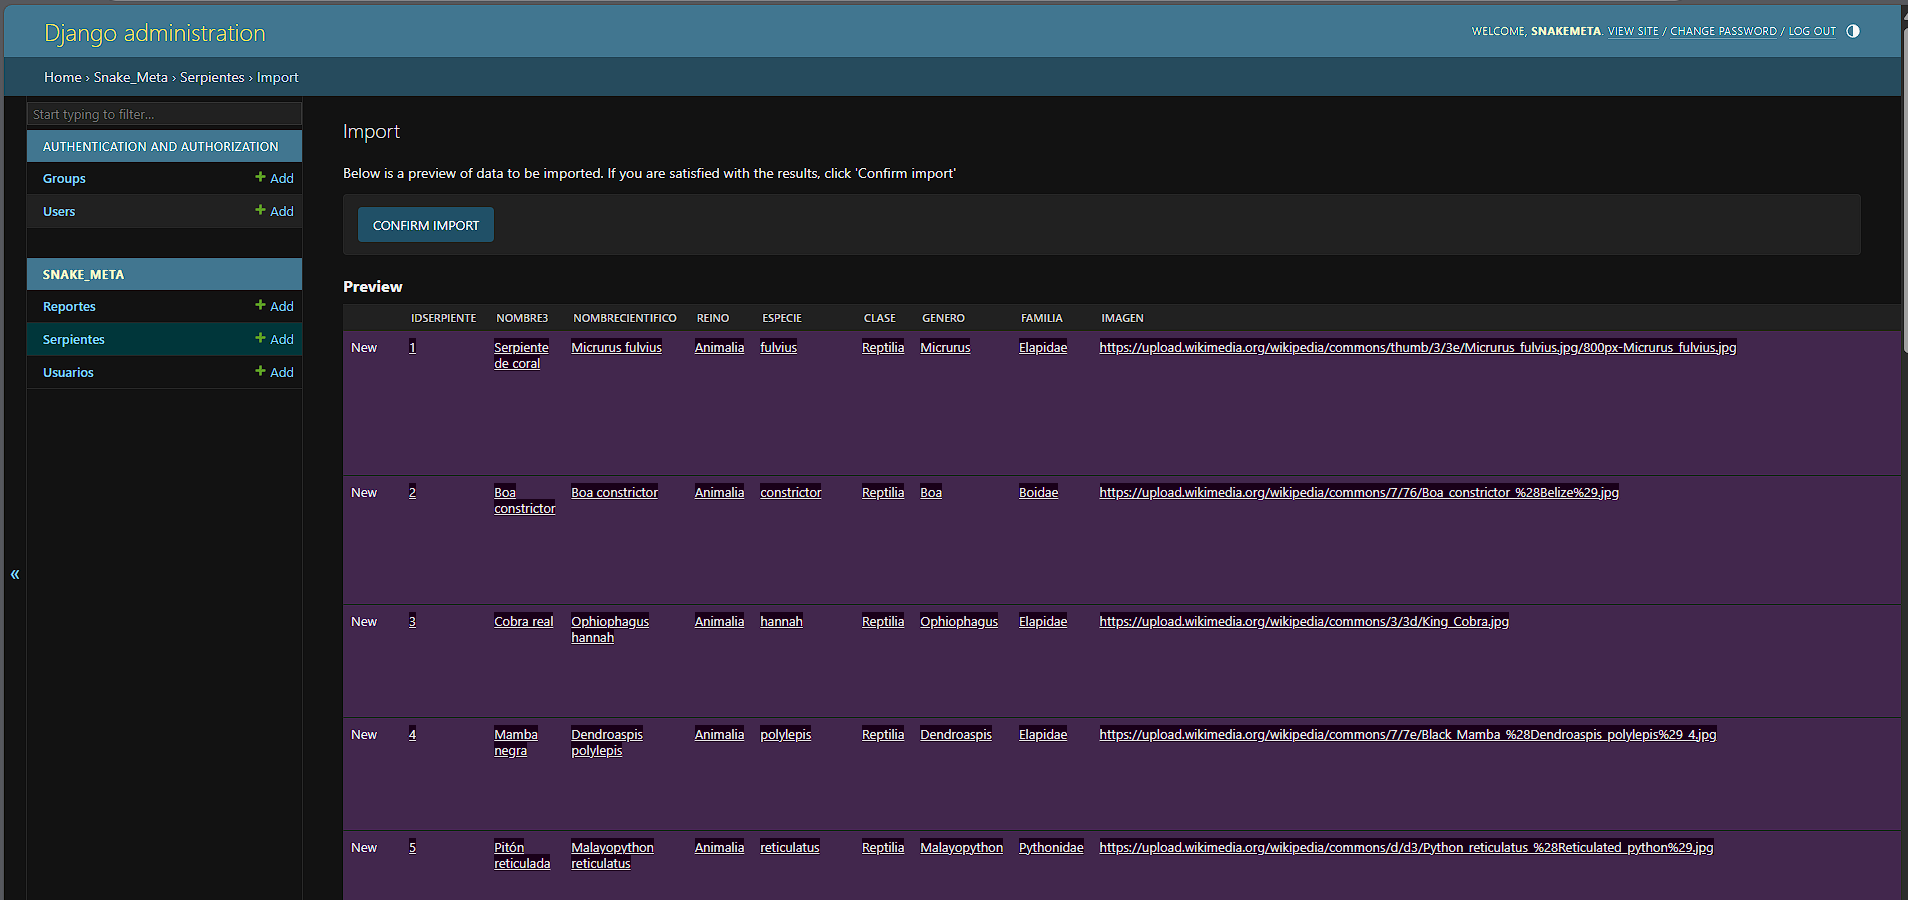 Django administration
WELCOME, SNAKEMETA. VIEW SITE / CHANGE PASSWORD / LOG OUT
Home › Snake_Meta › Serpientes › Import
Start typing to filter...
AUTHENTICATION AND AUTHORIZATION
Groups + Add
Users + Add
SNAKE_META
Reportes + Add
Serpientes + Add
Usuarios + Add
«
Import
Below is a preview of data to be imported. If you are satisfied with the results, click 'Confirm import'
CONFIRM IMPORT
Preview
IDSERPIENTE NOMBRE3 NOMBRECIENTIFICO REINO ESPECIE CLASE GENERO FAMILIA IMAGEN
New 1 Serpiente Micrurus fulvius Animalia fulvius Reptilia Micrurus Elapidae https://upload.wikimedia.org/wikipedia/commons/thumb/3/3e/Micrurus_fulvius.jpg/800px-Micrurus_fulvius.jpg
de coral
New 2 Boa Boa constrictor Animalia constrictor Reptilia Boa Boidae https://upload.wikimedia.org/wikipedia/commons/7/76/Boa_constrictor_%28Belize%29.jpg
constrictor
New 3 Cobra real Ophiophagus Animalia hannah Reptilia Ophiophagus Elapidae https://upload.wikimedia.org/wikipedia/commons/3/3d/King_Cobra.jpg
hannah
New 4 Mamba Dendroaspis Animalia polylepis Reptilia Dendroaspis Elapidae https://upload.wikimedia.org/wikipedia/commons/7/7e/Black_Mamba_%28Dendroaspis_polylepis%29_4.jpg
negra polylepis
New 5 Pitón Malayopython Animalia reticulatus Reptilia Malayopython Pythonidae https://upload.wikimedia.org/wikipedia/commons/d/d3/Python_reticulatus_%28Reticulated_python%29.jpg
reticulada reticulatus